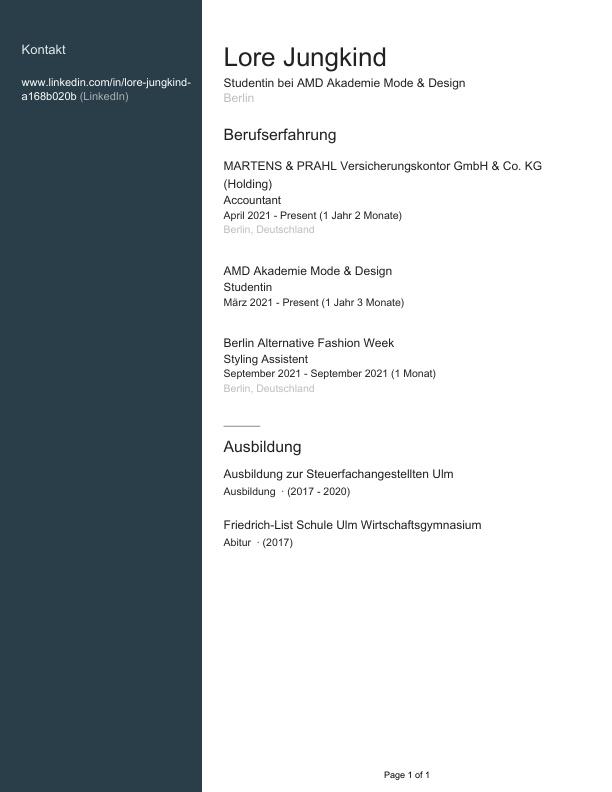 Kontakt
www.linkedin.com/in/lore-jungkind-
a168b020b (LinkedIn)
Lore Jungkind
Studentin bei AMD Akademie Mode & Design
Berlin
Berufserfahrung
MARTENS & PRAHL Versicherungskontor GmbH & Co. KG
(Holding)
Accountant
April 2021 - Present (1 Jahr 2 Monate)
Berlin, Deutschland
AMD Akademie Mode & Design
Studentin
März 2021 - Present (1 Jahr 3 Monate)
Berlin Alternative Fashion Week
Styling Assistent
September 2021 - September 2021 (1 Monat)
Berlin, Deutschland
Ausbildung
Ausbildung zur Steuerfachangestellten Ulm
Ausbildung · (2017 - 2020)
Friedrich-List Schule Ulm Wirtschaftsgymnasium
Abitur · (2017)
Page 1 of 1